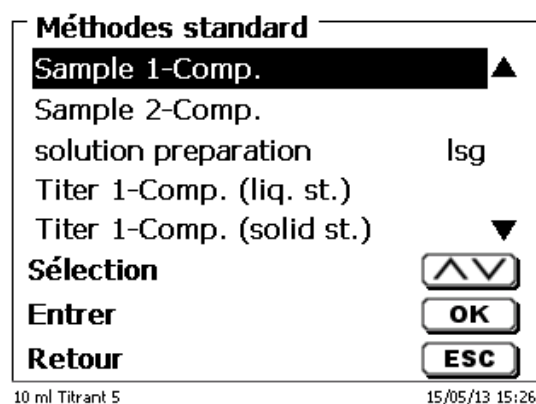 Méthodes standard
Sample 1-Comp.
Sample 2-Comp.
solution preparation lsg
Titer 1-Comp. (liq. st.)
Titer 1-Comp. (solid st.)
Sélection
Entrer OK
Retour ESC
10 ml Titrant 5 15/05/13 15:26